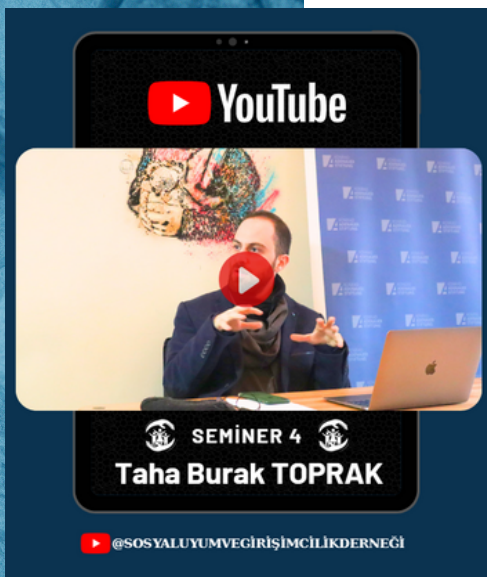 YouTube
SEMİNER 4
Taha Burak TOPRAK
@SOSYALUYUMVEGİRİŞİMCİLİKDERNEĞİ